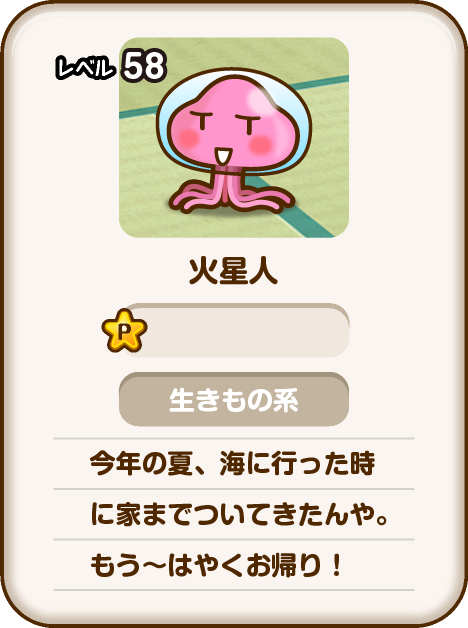 レベル 58
火星人
P
生きもの系
今年の夏、海に行った時
に家までついてきたんや。
もう～はやくお帰り！